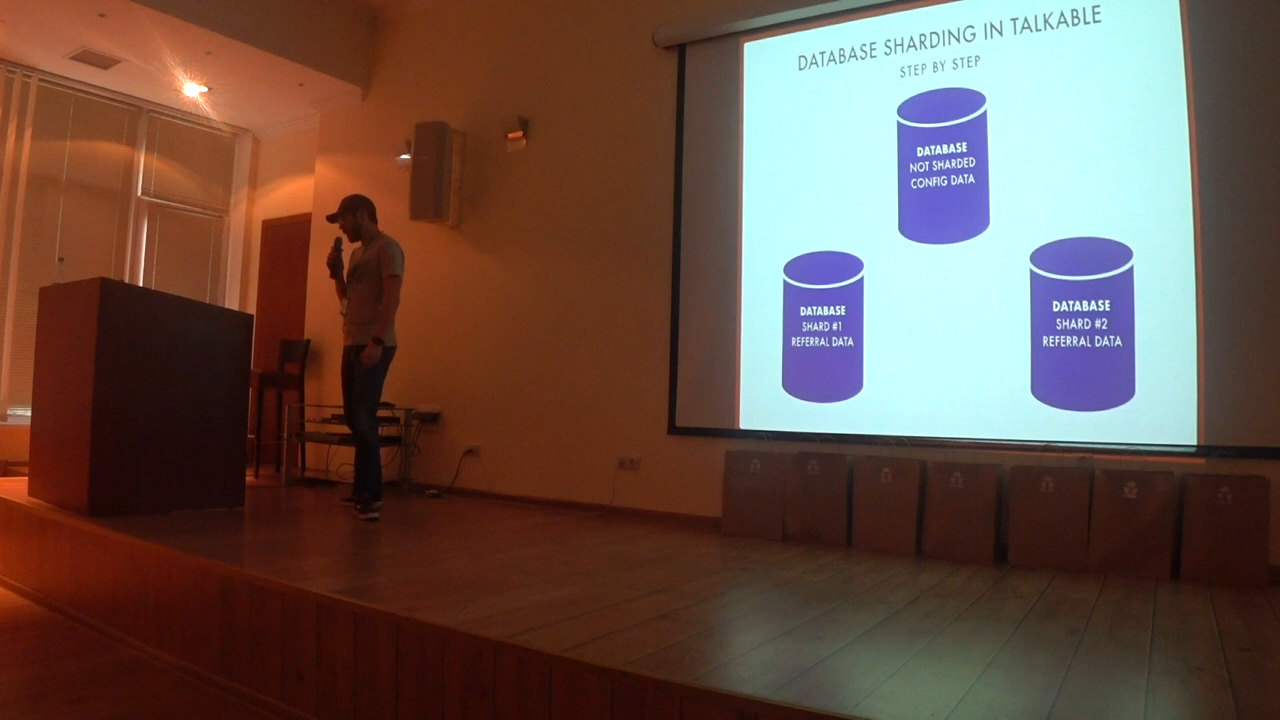 DATABASE SHARDING IN TALKABLE
STEP BY STEP
DATABASE
NOT SHARDED
CONFIG DATA
DATABASE
SHARD #1
REFERRAL DATA
DATABASE
SHARD #2
REFERRAL DATA